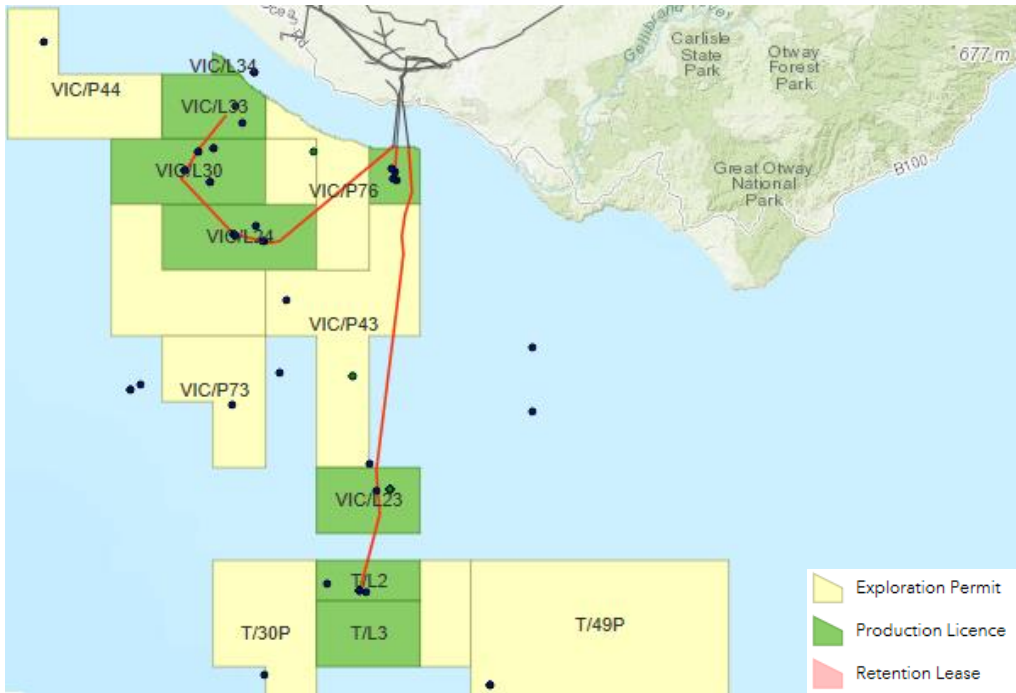 Gellibrand River
Carlisle
State
Park
Otway
Forest
Park
677 m
VIC/L34
VIC/P44
VIC/L33
B100
VIC/L30
VIC/P76
Great Otway
National
Park
VIC/L24
VIC/P43
VIC/P73
VIC/L23
T/L2
Exploration Permit
T/30P
T/L3
T/49P
Production Licence
Retention Lease